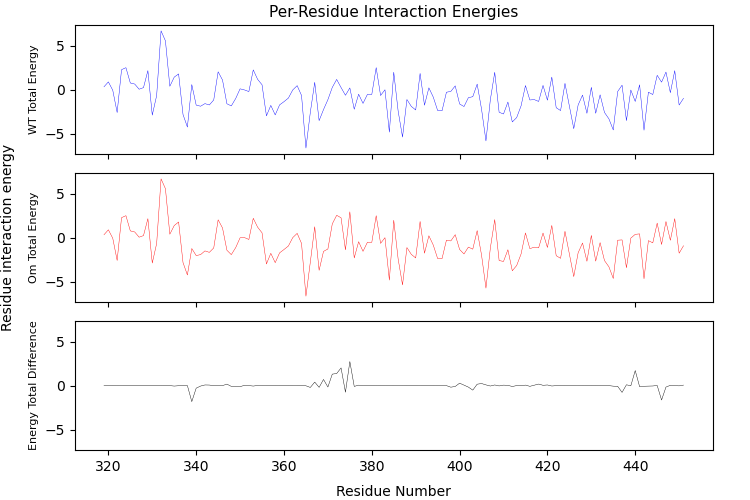 Per-Residue Interaction Energies
Residue interaction energy
WT Total Energy
5
0
−5
Om Total Energy
5
0
−5
Energy Total Difference
5
0
−5
320 340 360 380 400 420 440
Residue Number